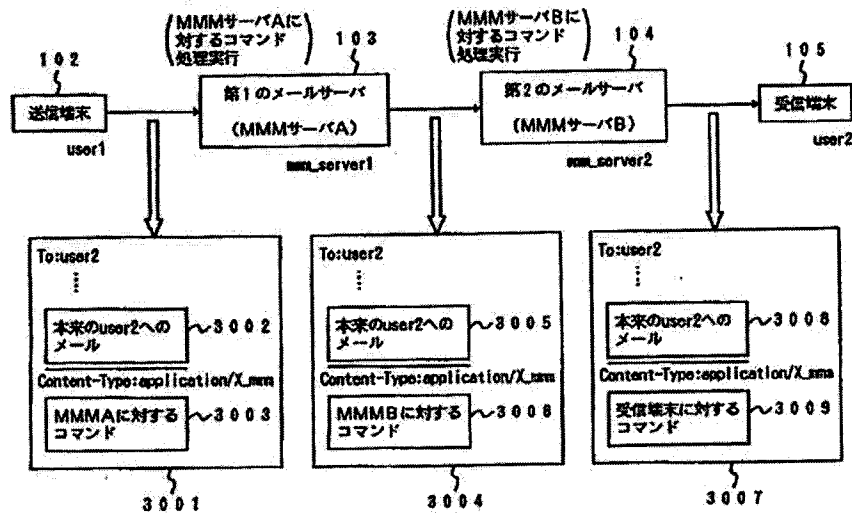 (MMMサーバAに
対するコマンド
処理実行)
(MMMサーバBに
対するコマンド
処理実行)
102
103
104
105
送信端末
第1のメールサーバ
(MMMサーバA)
第2のメールサーバ
(MMMサーバB)
受信端末
user1
mm_server1
mm_server2
user2
To:user2
本来のuser2への
メール
3002
Content-Type:application/X_mm
MMMAに対する
コマンド
3003
3001
To:user2
本来のuser2への
メール
3005
Content-Type:application/X_mm
MMMBに対する
コマンド
3006
3004
To:user2
本来のuser2への
メール
3008
Content-Type:application/X_mm
受信端末に対する
コマンド
3009
3007